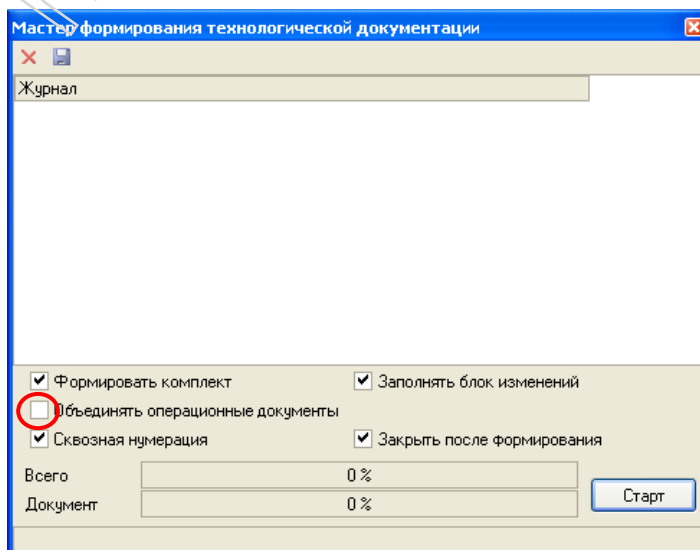 Мастер формирования технологической документации
Журнал
Формировать комплект
Заполнять блок изменений
Объединять операционные документы
Сквозная нумерация
Закрыть после формирования
Всего
0 %
Документ
0 %
Старт